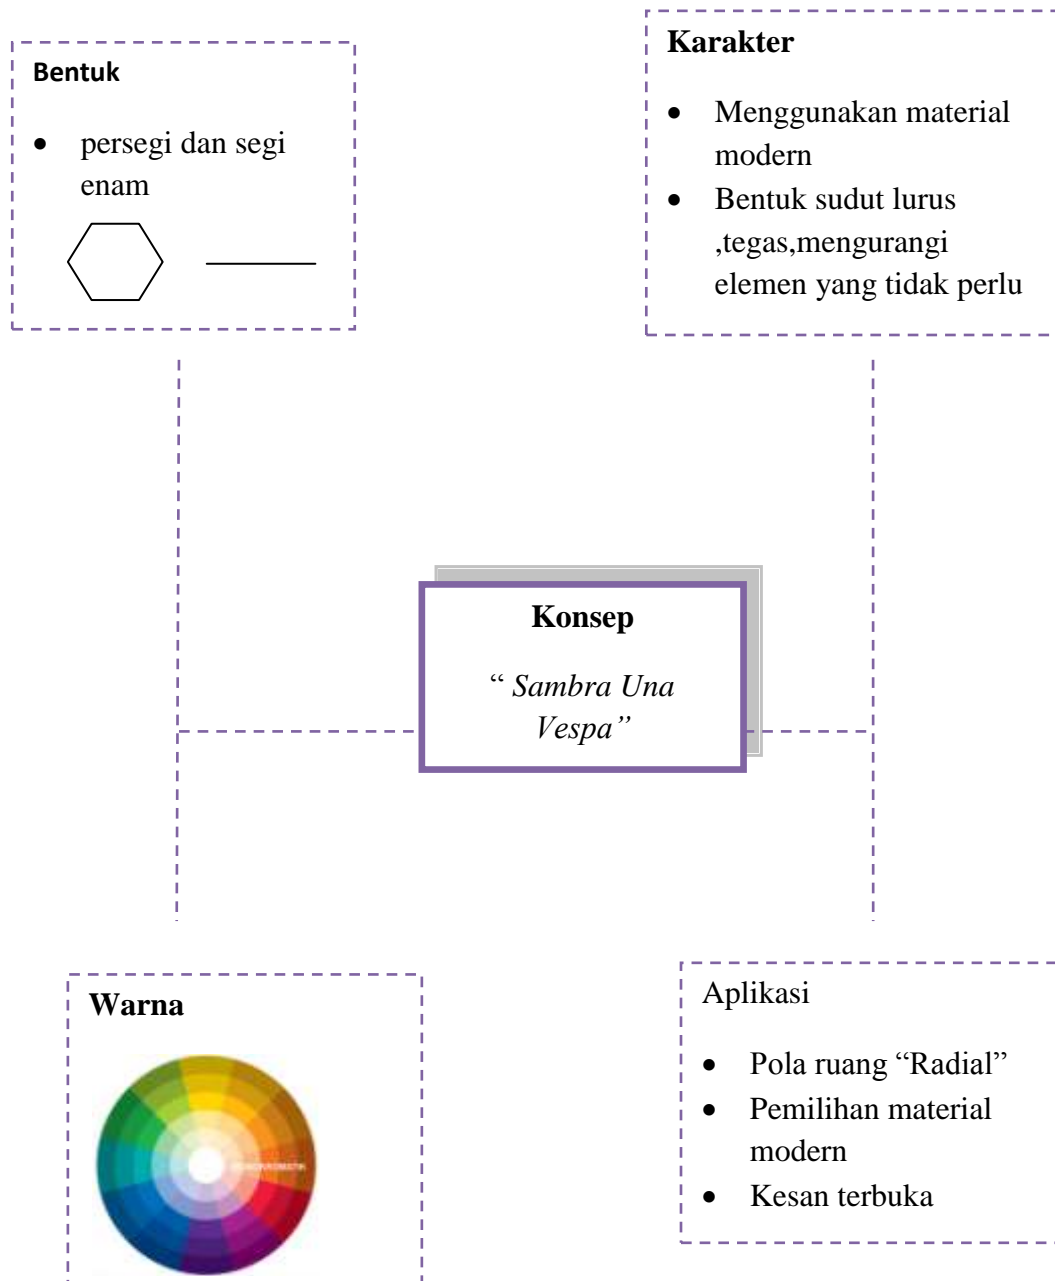 Bentuk
• persegi dan segi
enam
Karakter
• Menggunakan material
modern
• Bentuk sudut lurus
,tegas,mengurangi
elemen yang tidak perlu
Konsep
“ Sambra Una
Vespa”
Warna
Aplikasi
• Pola ruang “Radial”
• Pemilihan material
modern
• Kesan terbuka